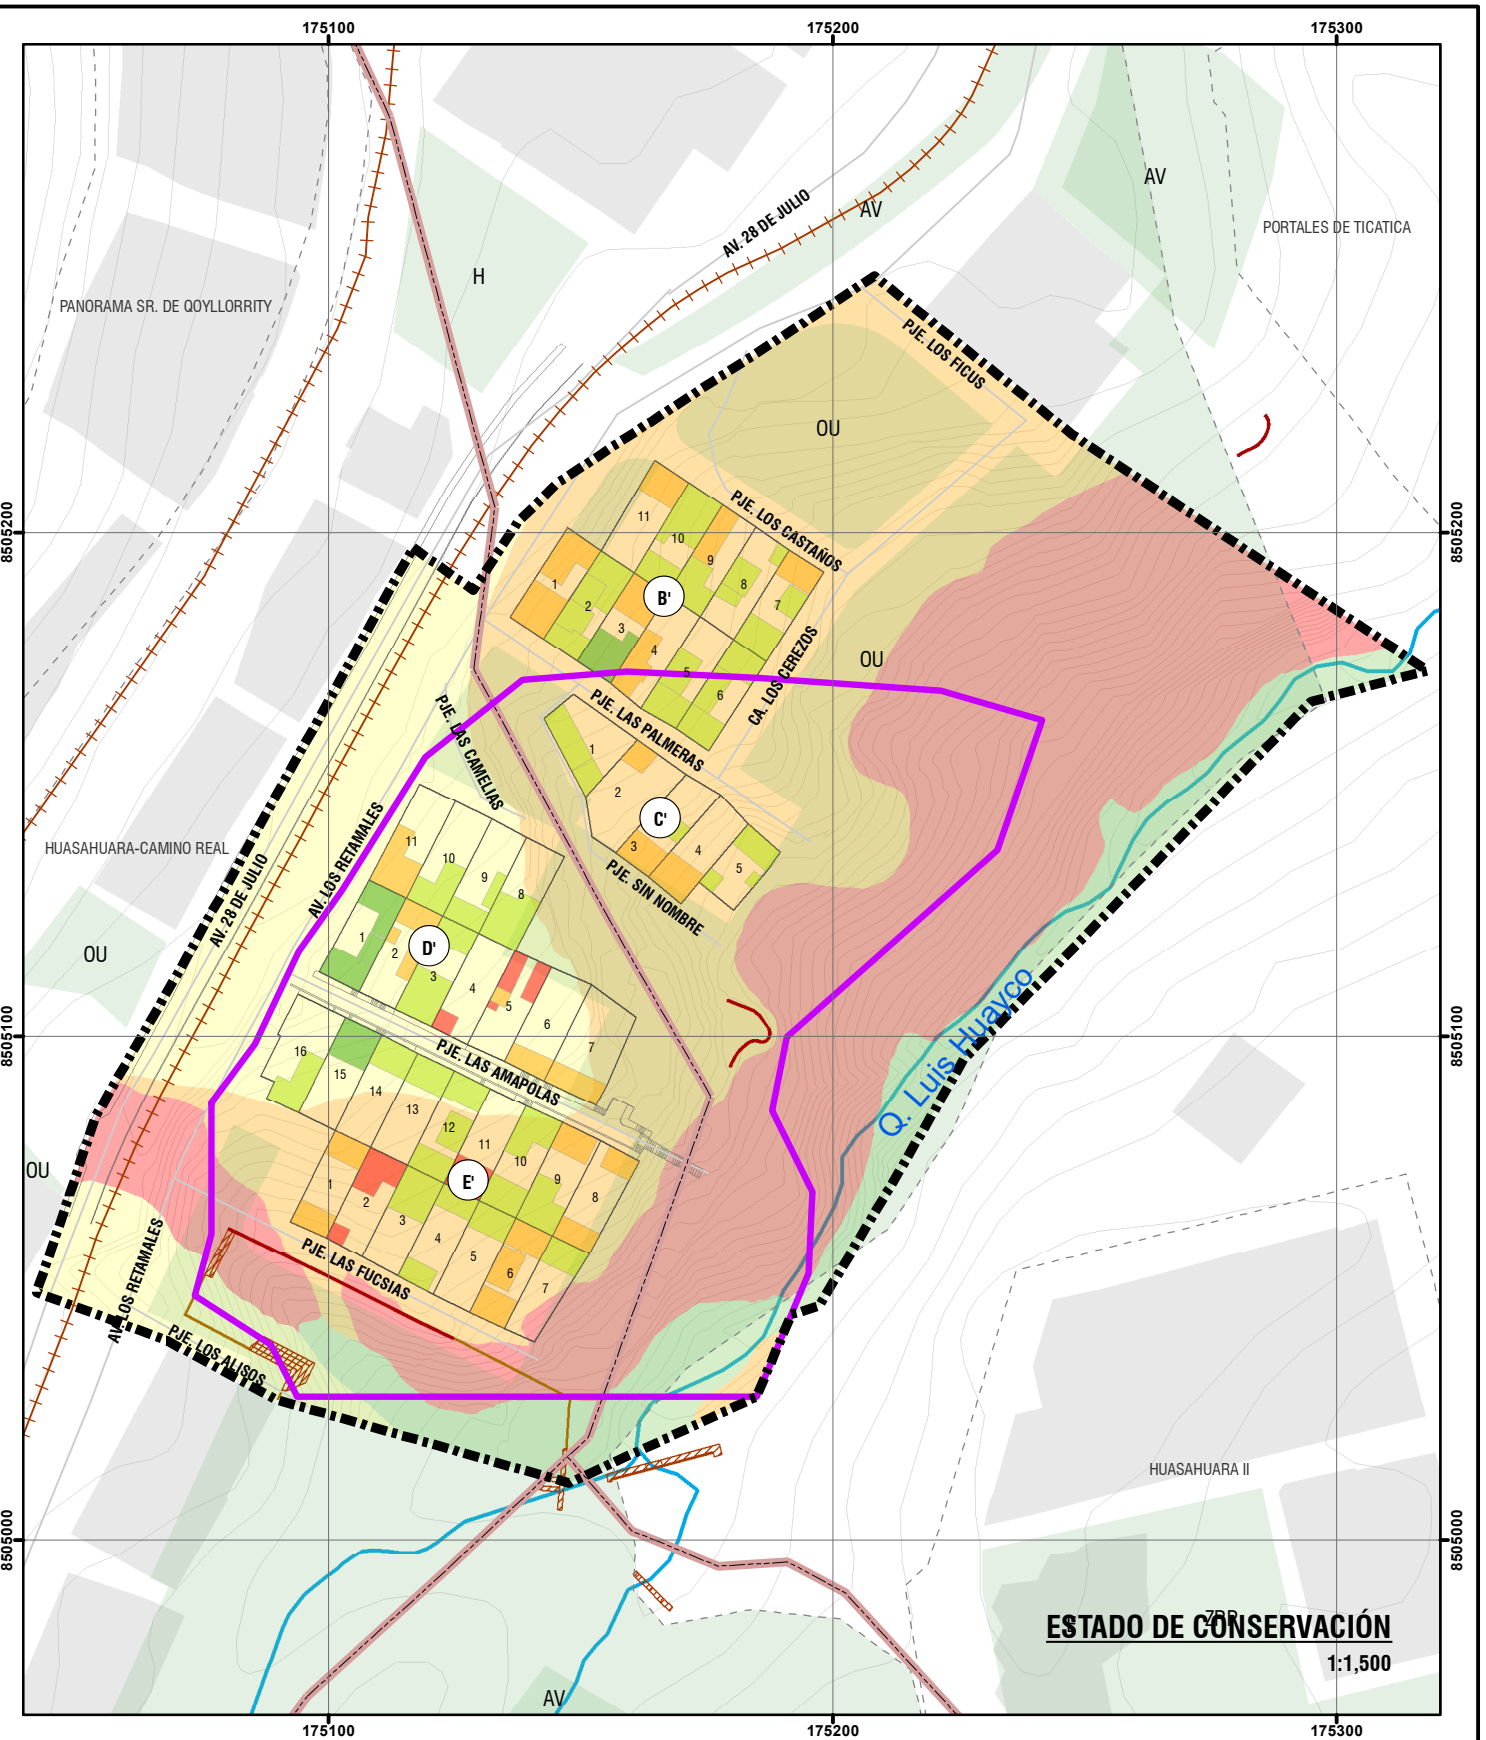 175100
175200
175300
AV
AV. 28 DE JULIO
AV
PORTALES DE TICATICA
H
PANORAMA SR. DE QOYLLORRITY
PJE. LOS FICUS
OU
8505200
8505200
PJE. LOS CASTAÑOS
11
10
9
8
7
1
2
3
4
5
6
B'
CA. LOS CEREZOS
OU
PJE. LAS PALMERAS
PJE. LAS CAMELIAS
1
2
3
4
5
C'
PJE. SIN NOMBRE
HUASAHUARA-CAMINO REAL
AV. LOS RETAMALES
AV. 28 DE JULIO
11
10
9
8
1
2
3
4
5
6
7
D'
OU
Q. Luis Huayco
8505100
8505100
PJE. LAS AMAPOLAS
16
15
14
13
12
11
10
9
8
1
2
3
4
5
6
7
E'
OU
AV. LOS RETAMALES
PJE. LAS FUCSIAS
PJE. LOS ALISOS
HUASAHUARA II
8505000
8505000
ZRP
ESTADO DE CONSERVACIÓN
1:1,500
AV
175100
175200
175300